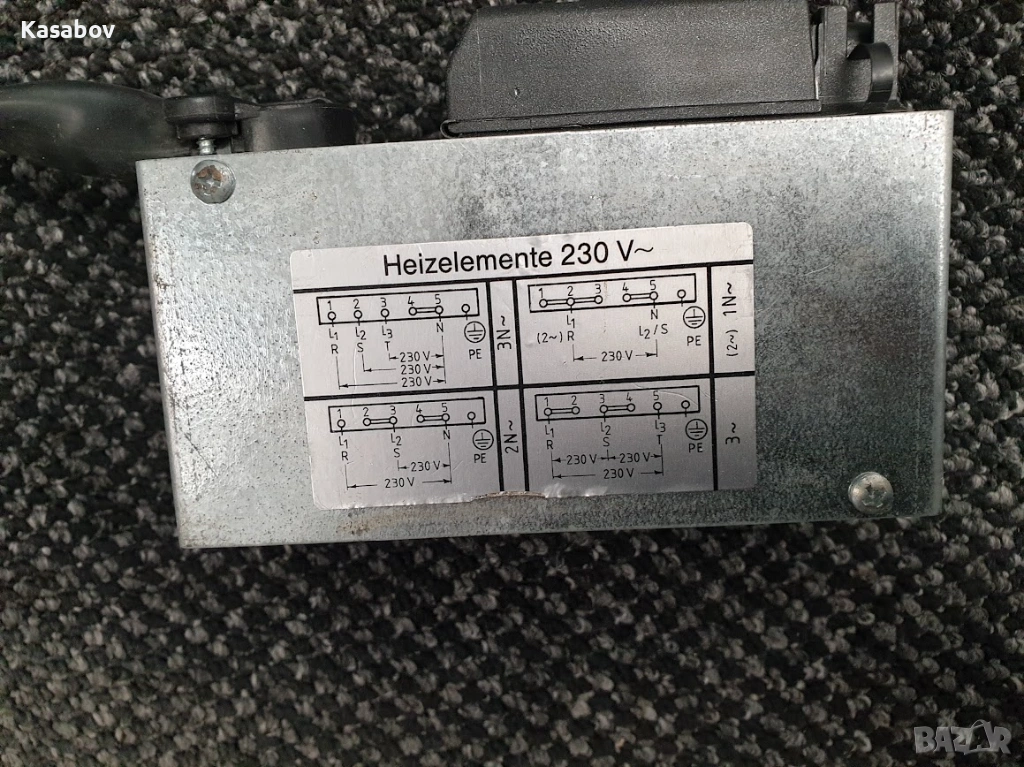 Kasabov
Heizelemente 230 V~
1 2 3 4 5
L1 L2 L3 N PE
R S T
230 V
230 V
230 V
3N~
1 2 3 4 5
L1 N PE
(2~) R L2/S
230 V
(2~) 1N~
1 2 3 4 5
L1 L2 N PE
R S
230 V
230 V
2N~
1 2 3 4 5
L1 L2 L3 PE
R S T
230 V 230 V
230 V
3~
BAZAR